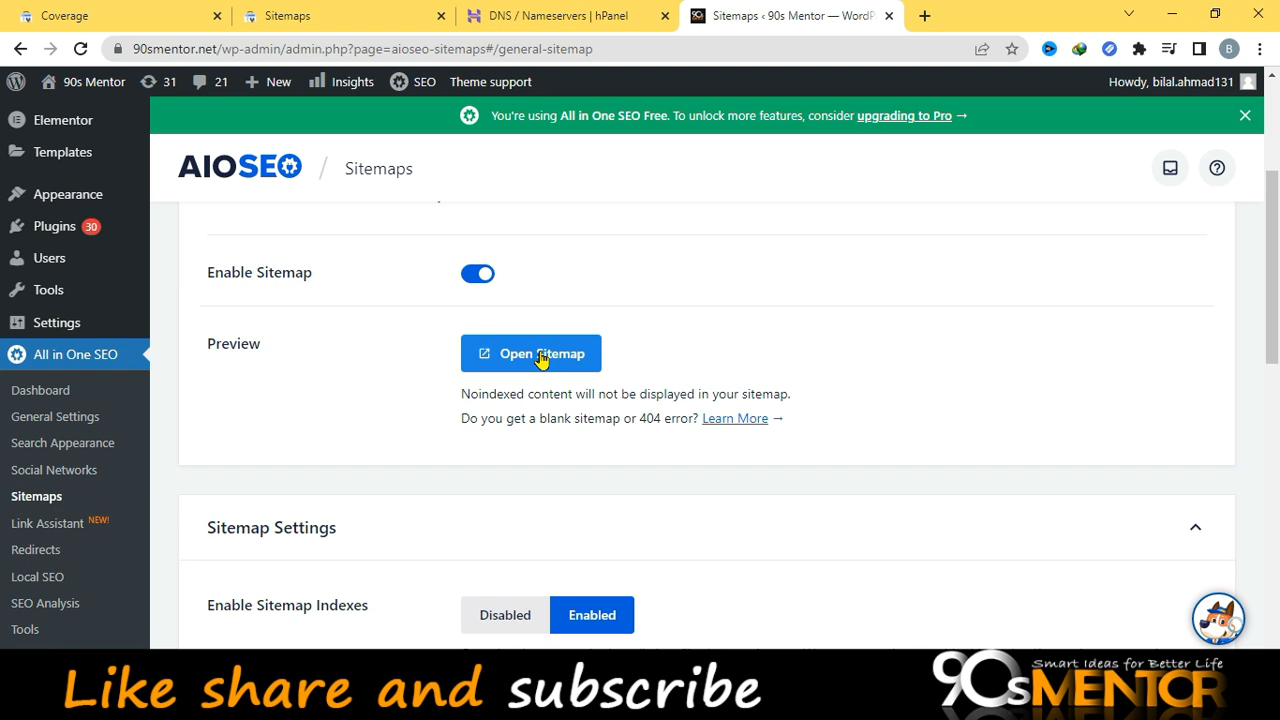 Coverage
Sitemaps
DNS / Nameservers | hPanel
Sitemaps ‹ 90s Mentor — WordP
90smentor.net/wp-admin/admin.php?page=aioseo-sitemaps#/general-sitemap
B
90s Mentor
31
21
New
Insights
SEO
Theme support
Howdy, bilal.ahmad131
You're using All in One SEO Free. To unlock more features, consider upgrading to Pro →
AIOSEO / Sitemaps
Elementor
Templates
Appearance
Plugins 30
Users
Tools
Settings
All in One SEO
Dashboard
General Settings
Search Appearance
Social Networks
Sitemaps
Link Assistant NEW!
Redirects
Local SEO
SEO Analysis
Tools
Enable Sitemap
Preview
Open Sitemap
Noindexed content will not be displayed in your sitemap.
Do you get a blank sitemap or 404 error? Learn More →
Sitemap Settings
Enable Sitemap Indexes
Disabled
Enabled
Like share and subscribe
Smart Ideas for Better Life
90sMENTOR